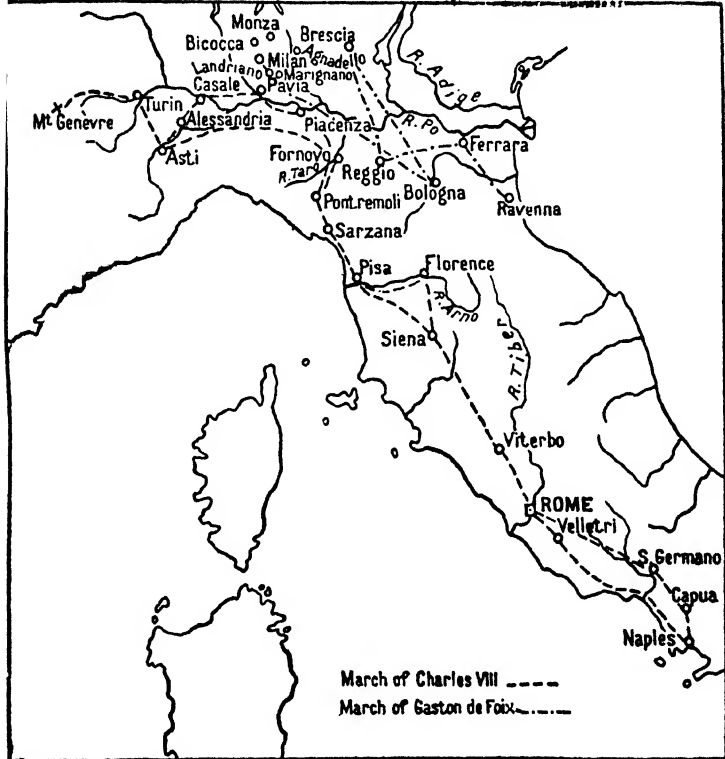 Monza
Brescia
Bicocca
Agnadello
Milan
Landriano
Marignano
R. Adige
Casale
Pavia
Turin
Mt Genèvre
Alessandria
Piacenza
R. Po
Asti
Fornovo
Ferrara
R. Taro
Reggio
Bologna
Pontremoli
Ravenna
Sarzana
Pisa
Florence
R. Arno
Siena
R. Tiber
Viterbo
ROME
Velletri
S. Germano
Capua
Naples
March of Charles VIII
March of Gaston de Foix